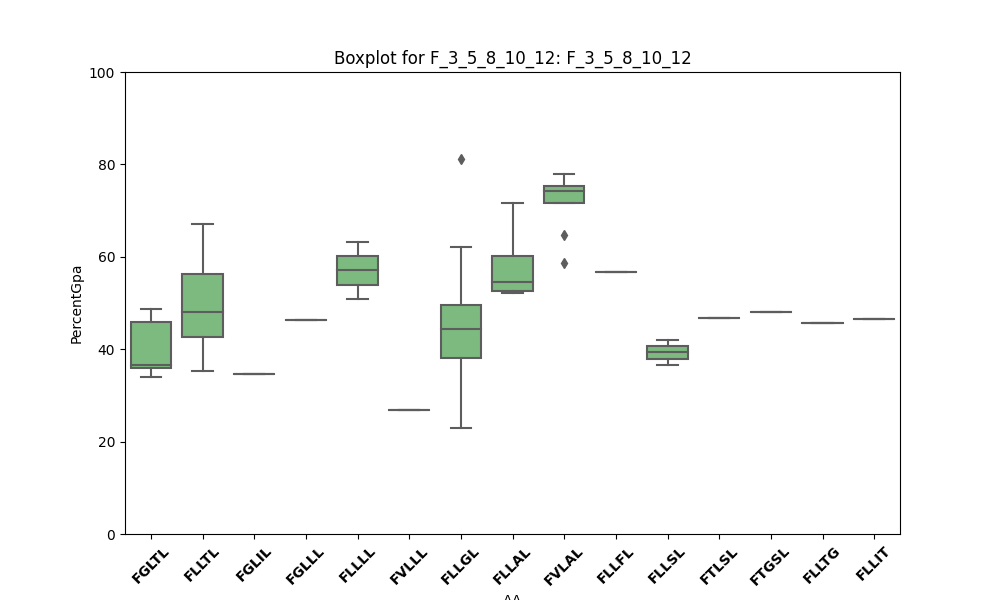 Boxplot for F_3_5_8_10_12: F_3_5_8_10_12
PercentGpa
100
80
60
40
20
0
FGLTL
FLLTL
FGLIL
FGLLL
FLLLL
FVLLL
FLLGL
FLLAL
FVLAL
FLLFL
FLLSL
FTLSL
FTGSL
FLLTG
FLLIT
AA